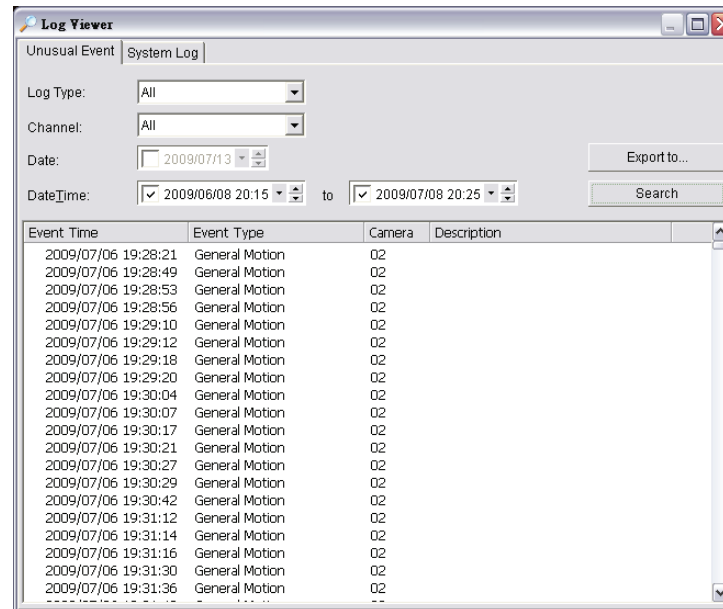 Log Viewer
Unusual Event System Log
Log Type: All
Channel: All
Date: 2009/07/13
Export to...
DateTime: 2009/06/08 20:15 to 2009/07/08 20:25
Search
Event Time Event Type Camera Description
2009/07/06 19:28:21 General Motion 02
2009/07/06 19:28:49 General Motion 02
2009/07/06 19:28:53 General Motion 02
2009/07/06 19:28:56 General Motion 02
2009/07/06 19:29:10 General Motion 02
2009/07/06 19:29:12 General Motion 02
2009/07/06 19:29:18 General Motion 02
2009/07/06 19:29:20 General Motion 02
2009/07/06 19:30:04 General Motion 02
2009/07/06 19:30:07 General Motion 02
2009/07/06 19:30:17 General Motion 02
2009/07/06 19:30:21 General Motion 02
2009/07/06 19:30:27 General Motion 02
2009/07/06 19:30:29 General Motion 02
2009/07/06 19:30:42 General Motion 02
2009/07/06 19:31:12 General Motion 02
2009/07/06 19:31:14 General Motion 02
2009/07/06 19:31:16 General Motion 02
2009/07/06 19:31:30 General Motion 02
2009/07/06 19:31:36 General Motion 02